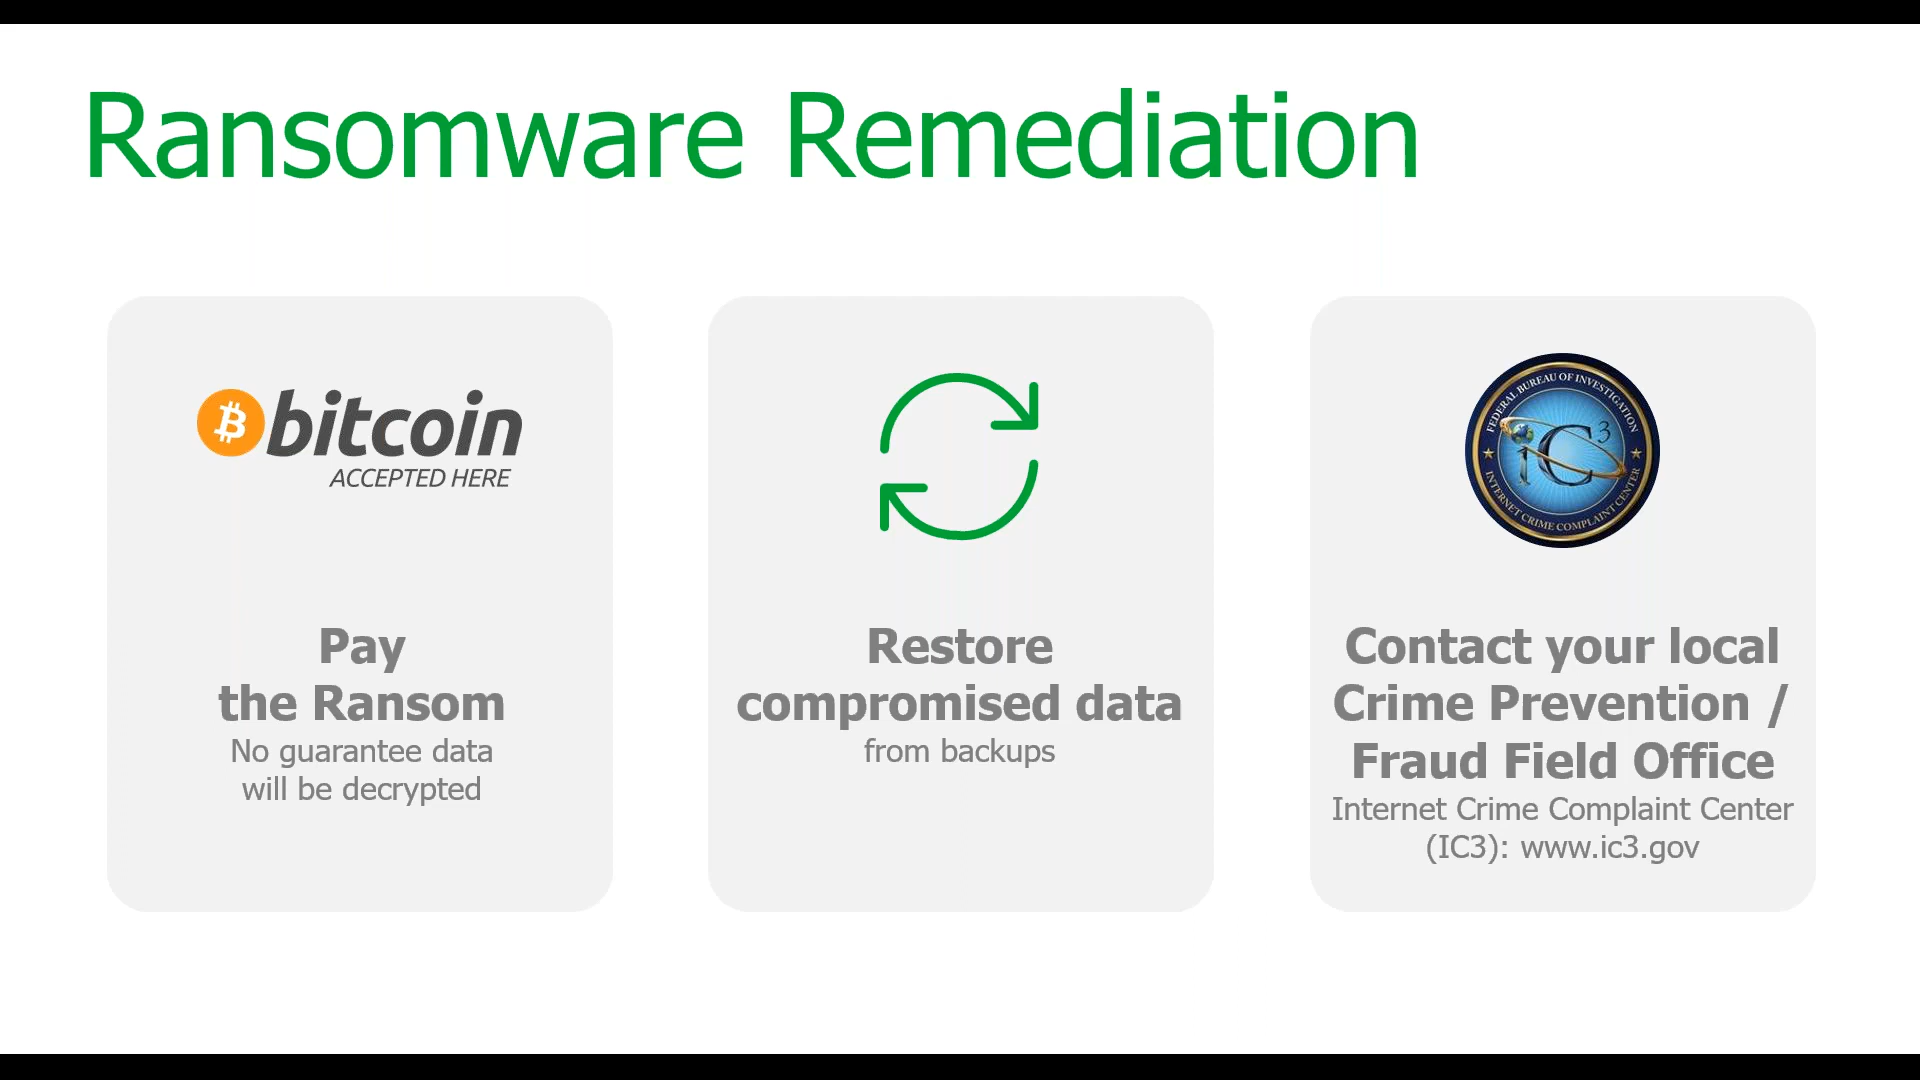 Ransomware Remediation
bitcoin
ACCEPTED HERE
Pay
the Ransom
No guarantee data
will be decrypted
Restore
compromised data
from backups
FEDERAL BUREAU OF INVESTIGATION
iC3
INTERNET CRIME COMPLAINT CENTER
Contact your local
Crime Prevention /
Fraud Field Office
Internet Crime Complaint Center
(IC3): www.ic3.gov